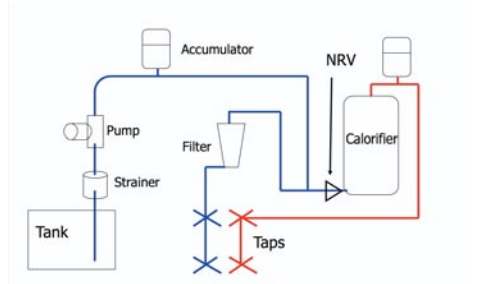 Accumulator
NRV
Pump
Filter
Calorifier
Strainer
Tank
Taps